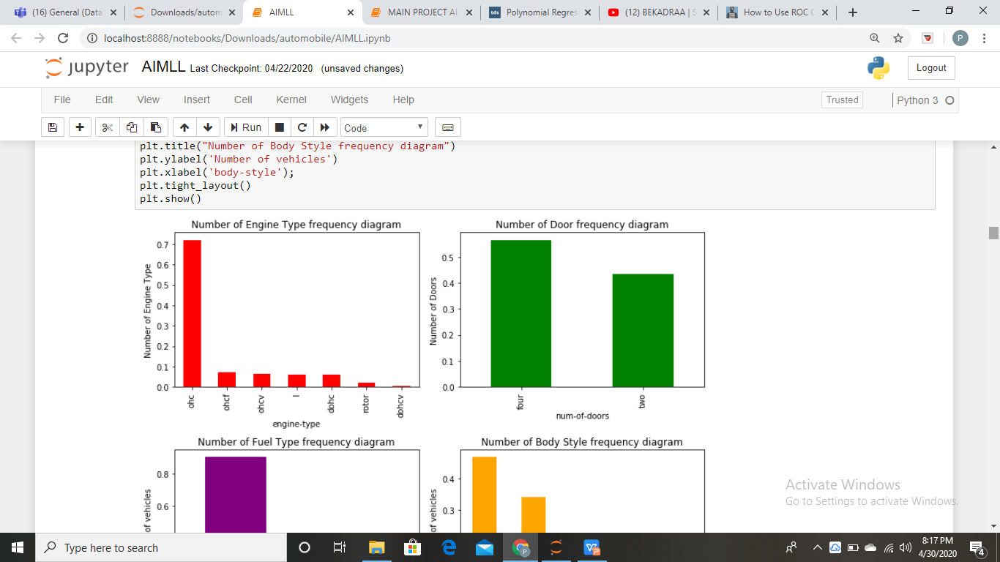 (16) General (Data
Downloads/autom
AIMLL
MAIN PROJECT AI
tds
Polynomial Regres
(12) BEKADRAA | S
How to Use ROC C
localhost:8888/notebooks/Downloads/automobile/AIMLL.ipynb
P
jupyter AIMLL Last Checkpoint: 04/22/2020 (unsaved changes)
Logout
File Edit View Insert Cell Kernel Widgets Help
Trusted
Python 3
Run
Code
plt.title("Number of Body Style frequency diagram")
plt.ylabel('Number of vehicles')
plt.xlabel('body-style');
plt.tight_layout()
plt.show()
Number of Engine Type frequency diagram
Number of Engine Type
0.7
0.6
0.5
0.4
0.3
0.2
0.1
0.0
ohc ohcf ohcv l dohc rotor dohcv
engine-type
Number of Door frequency diagram
Number of Doors
0.5
0.4
0.3
0.2
0.1
0.0
four two
num-of-doors
Number of Fuel Type frequency diagram
of vehicles
0.8
0.6
Number of Body Style frequency diagram
of vehicles
0.4
0.3
Activate Windows
Go to Settings to activate Windows.
Type here to search
8:17 PM
4/30/2020
4